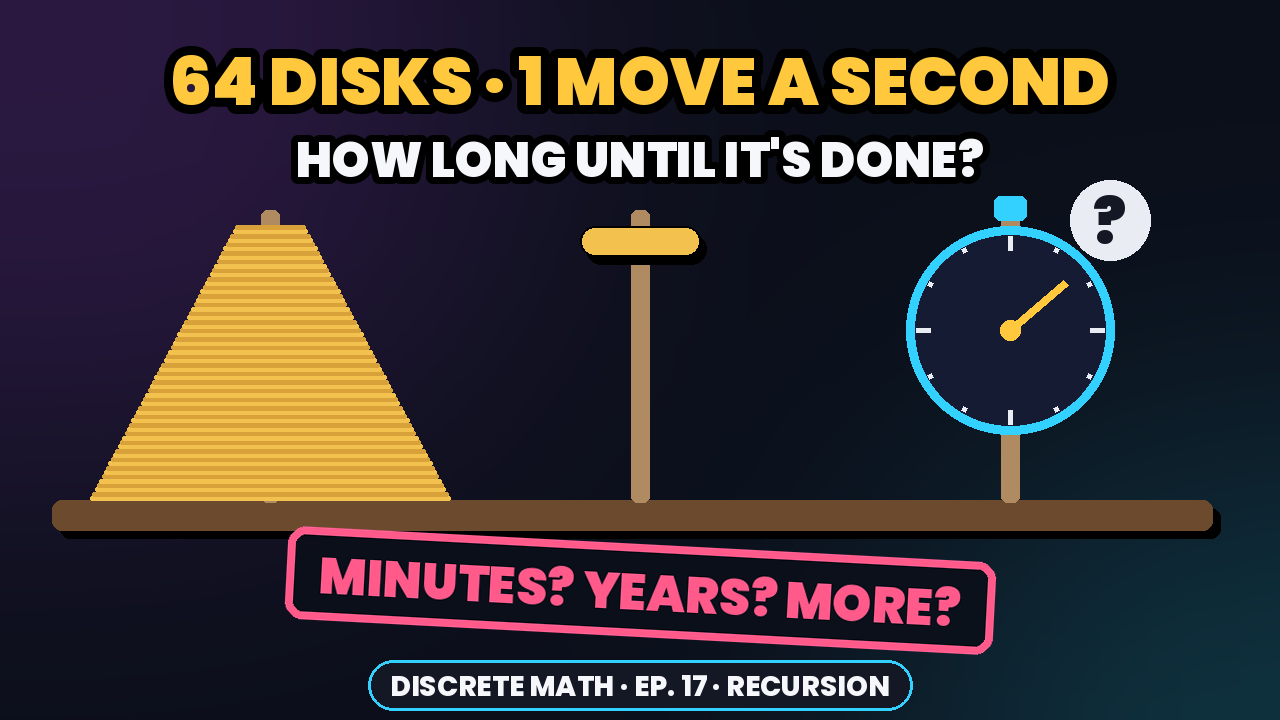 64 DISKS · 1 MOVE A SECOND
HOW LONG UNTIL IT'S DONE?
?
MINUTES? YEARS? MORE?
DISCRETE MATH · EP. 17 · RECURSION